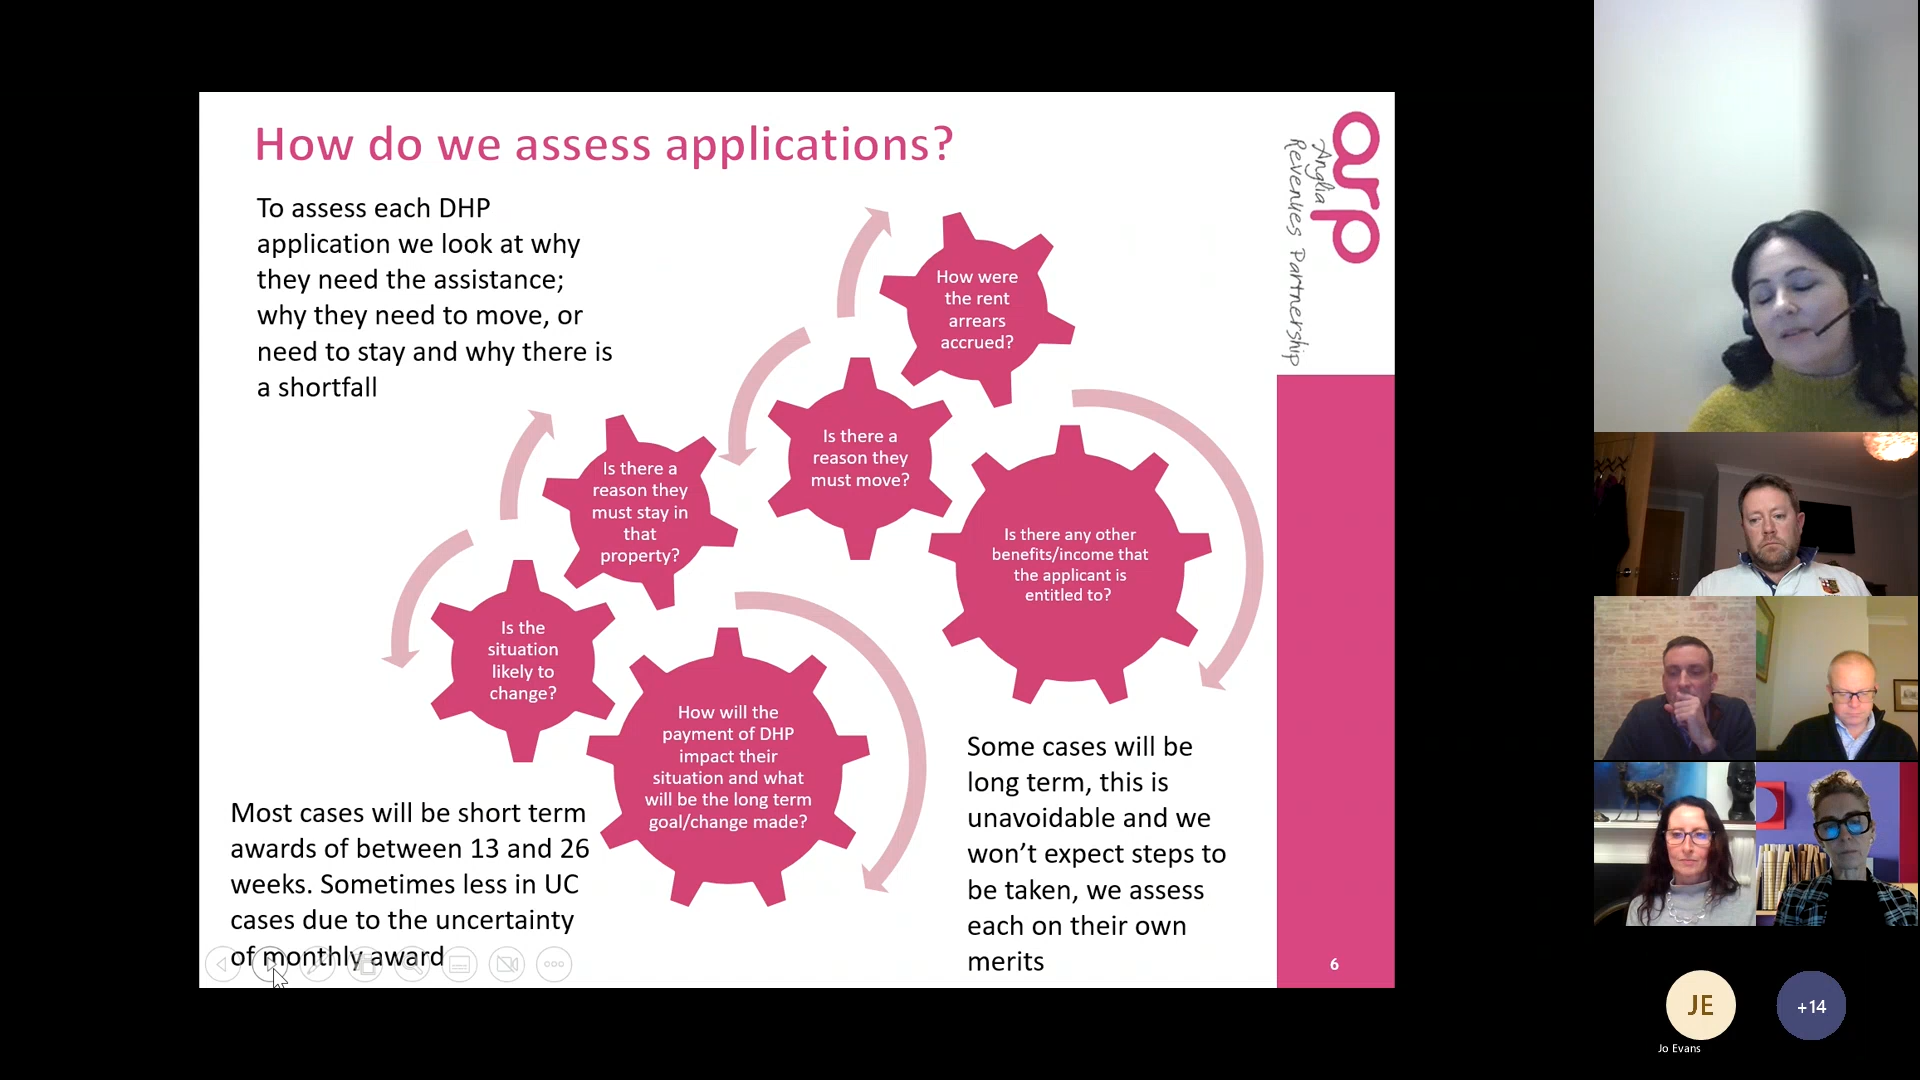 How do we assess applications?
To assess each DHP
application we look at why
they need the assistance;
why they need to move, or
need to stay and why there is
a shortfall
How were
the rent
arrears
accrued?
Is there a
reason they
must move?
Is there a
reason they
must stay in
that
property?
Is there any other
benefits/income that
the applicant is
entitled to?
Is the
situation
likely to
change?
How will the
payment of DHP
impact their
situation and what
will be the long term
goal/change made?
Most cases will be short term
awards of between 13 and 26
weeks. Sometimes less in UC
cases due to the uncertainty
of monthly award
Some cases will be
long term, this is
unavoidable and we
won’t expect steps to
be taken, we assess
each on their own
merits
arp
Anglia
Revenues Partnership
6
JE
Jo Evans
+14